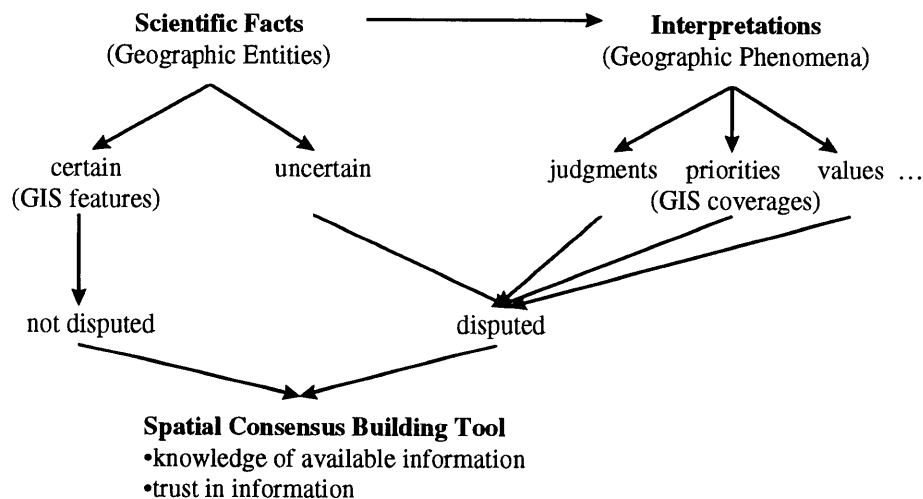 Scientific Facts
(Geographic Entities)
Interpretations
(Geographic Phenomena)
certain
(GIS features)
uncertain
judgments
priorities
values
...
(GIS coverages)
not disputed
disputed
Spatial Consensus Building Tool
•knowledge of available information
•trust in information